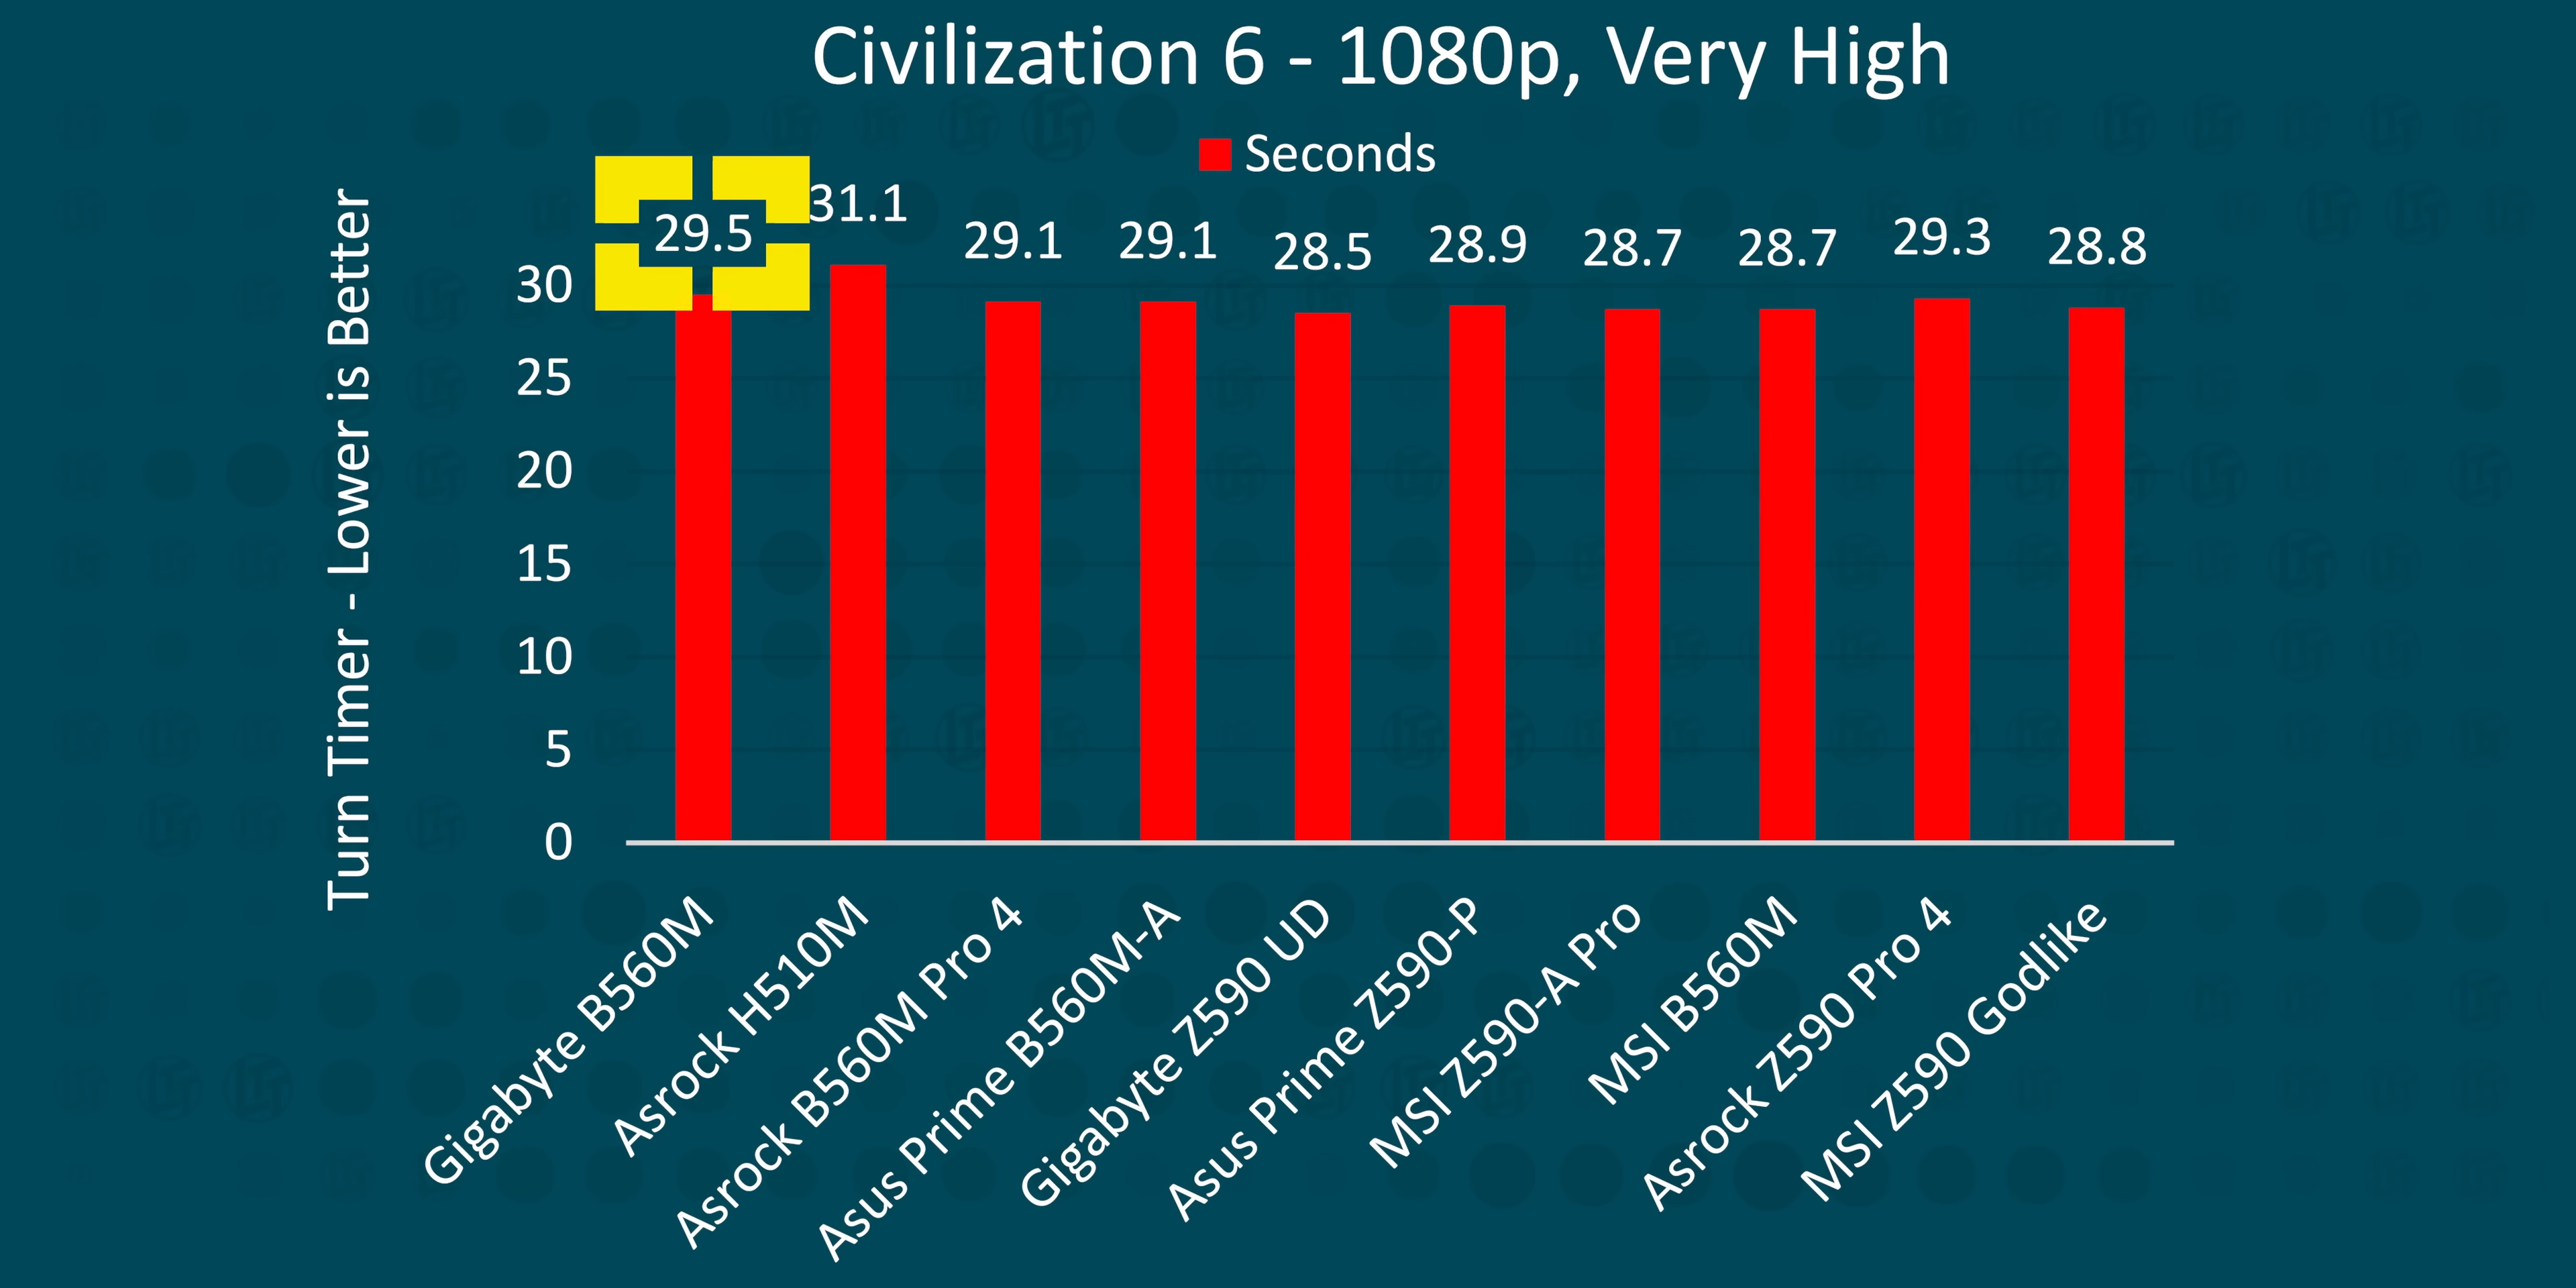 Civilization 6 - 1080p, Very High
Seconds
Turn Timer - Lower is Better
29.5
31.1
29.1
29.1
28.5
28.9
28.7
28.7
29.3
28.8
30
25
20
15
10
5
0
Gigabyte B560M
Asrock H510M
Asrock B560M Pro 4
Asus Prime B560M-A
Gigabyte Z590 UD
Asus Prime Z590-P
MSI Z590-A Pro
MSI B560M
Asrock Z590 Pro 4
MSI Z590 Godlike